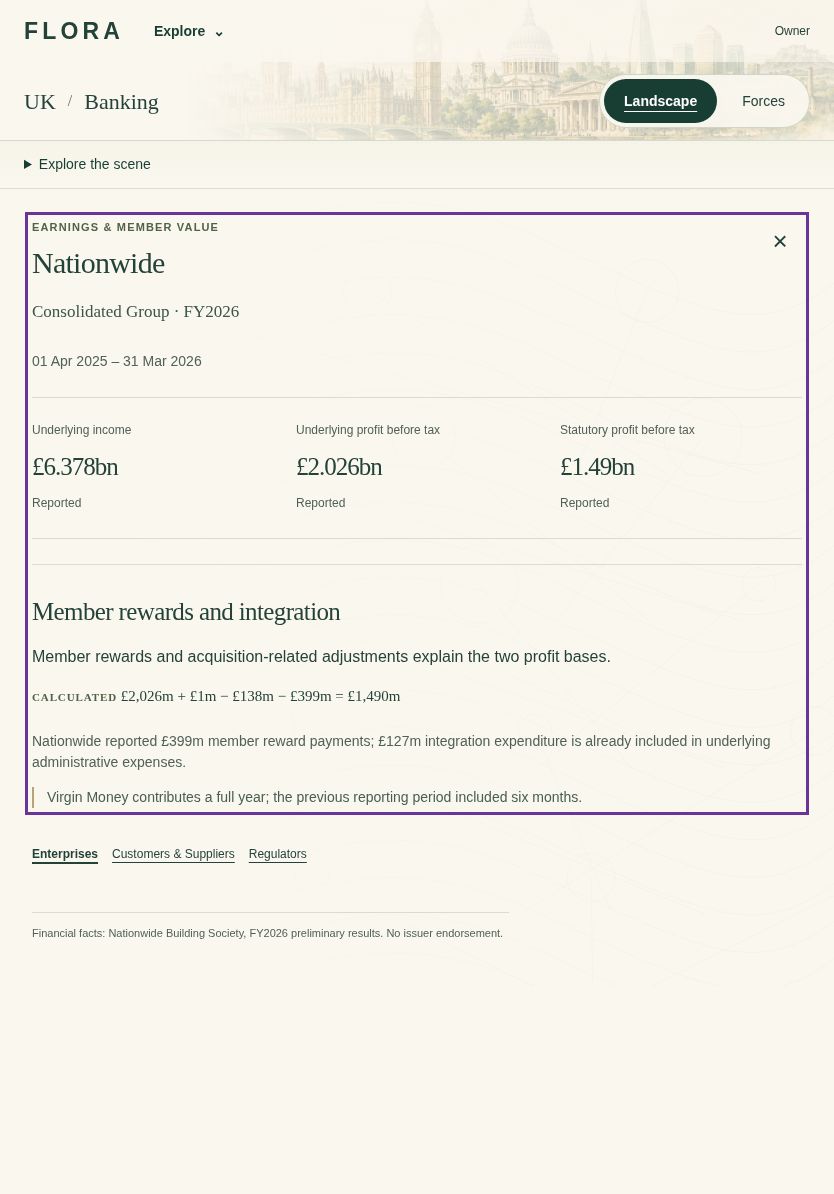 FLORA
Explore
Owner
UK / Banking
Landscape
Forces
Explore the scene
EARNINGS & MEMBER VALUE
Nationwide
Consolidated Group · FY2026
01 Apr 2025 – 31 Mar 2026
Underlying income
Underlying profit before tax
Statutory profit before tax
£6.378bn
£2.026bn
£1.49bn
Reported
Reported
Reported
Member rewards and integration
Member rewards and acquisition-related adjustments explain the two profit bases.
CALCULATED £2,026m + £1m − £138m − £399m = £1,490m
Nationwide reported £399m member reward payments; £127m integration expenditure is already included in underlying
administrative expenses.
Virgin Money contributes a full year; the previous reporting period included six months.
Enterprises Customers & Suppliers Regulators
Financial facts: Nationwide Building Society, FY2026 preliminary results. No issuer endorsement.